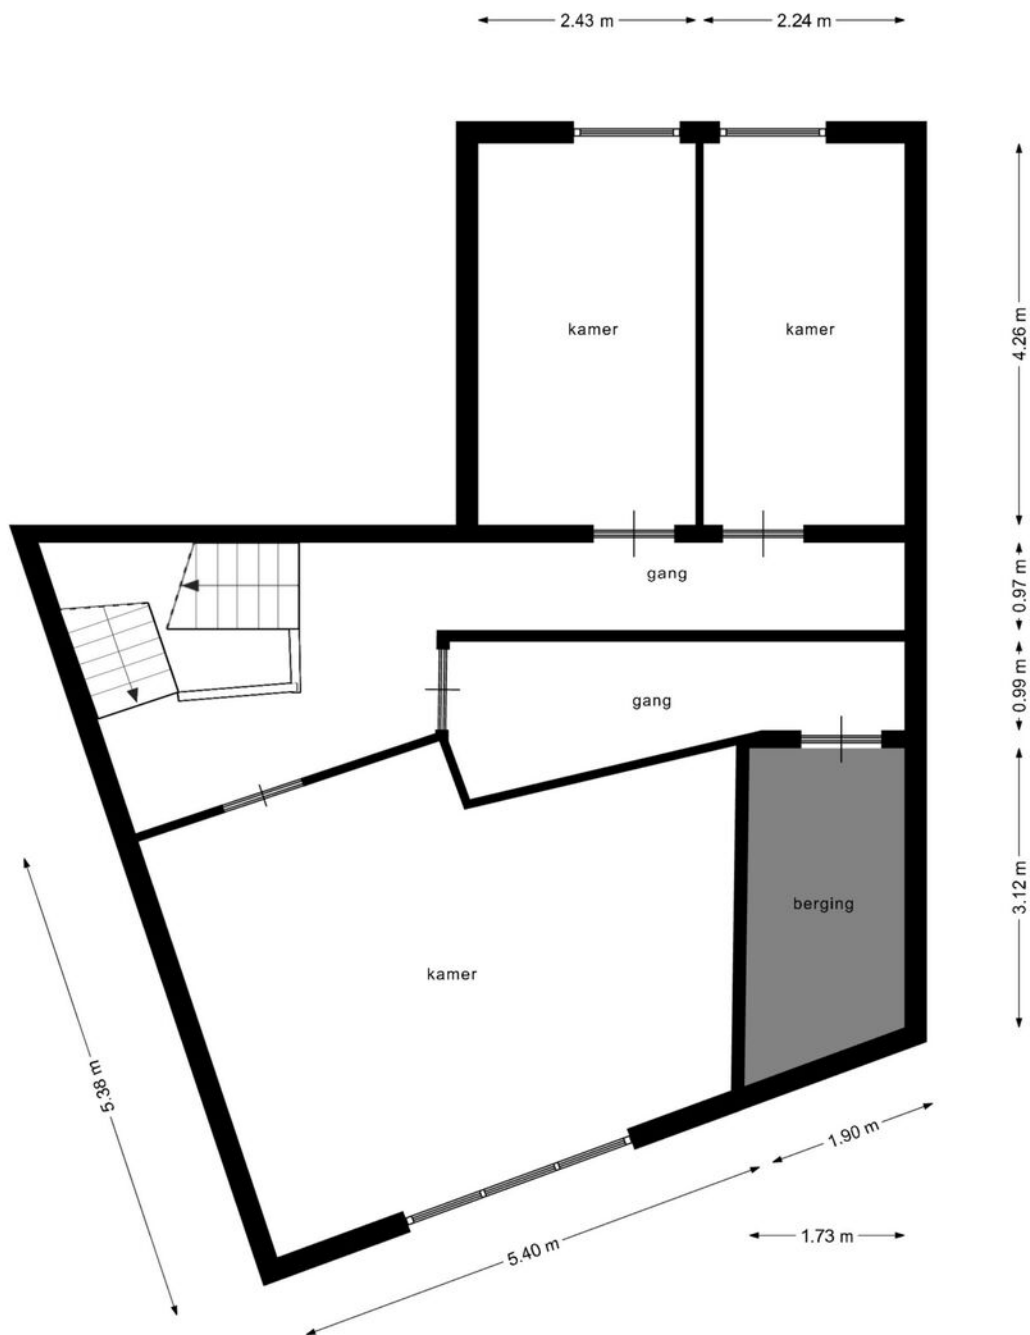 2.43 m
2.24 m
kamer
kamer
4.26 m
gang
0.97 m
gang
0.99 m
berging
3.12 m
kamer
5.38 m
1.90 m
5.40 m
1.73 m